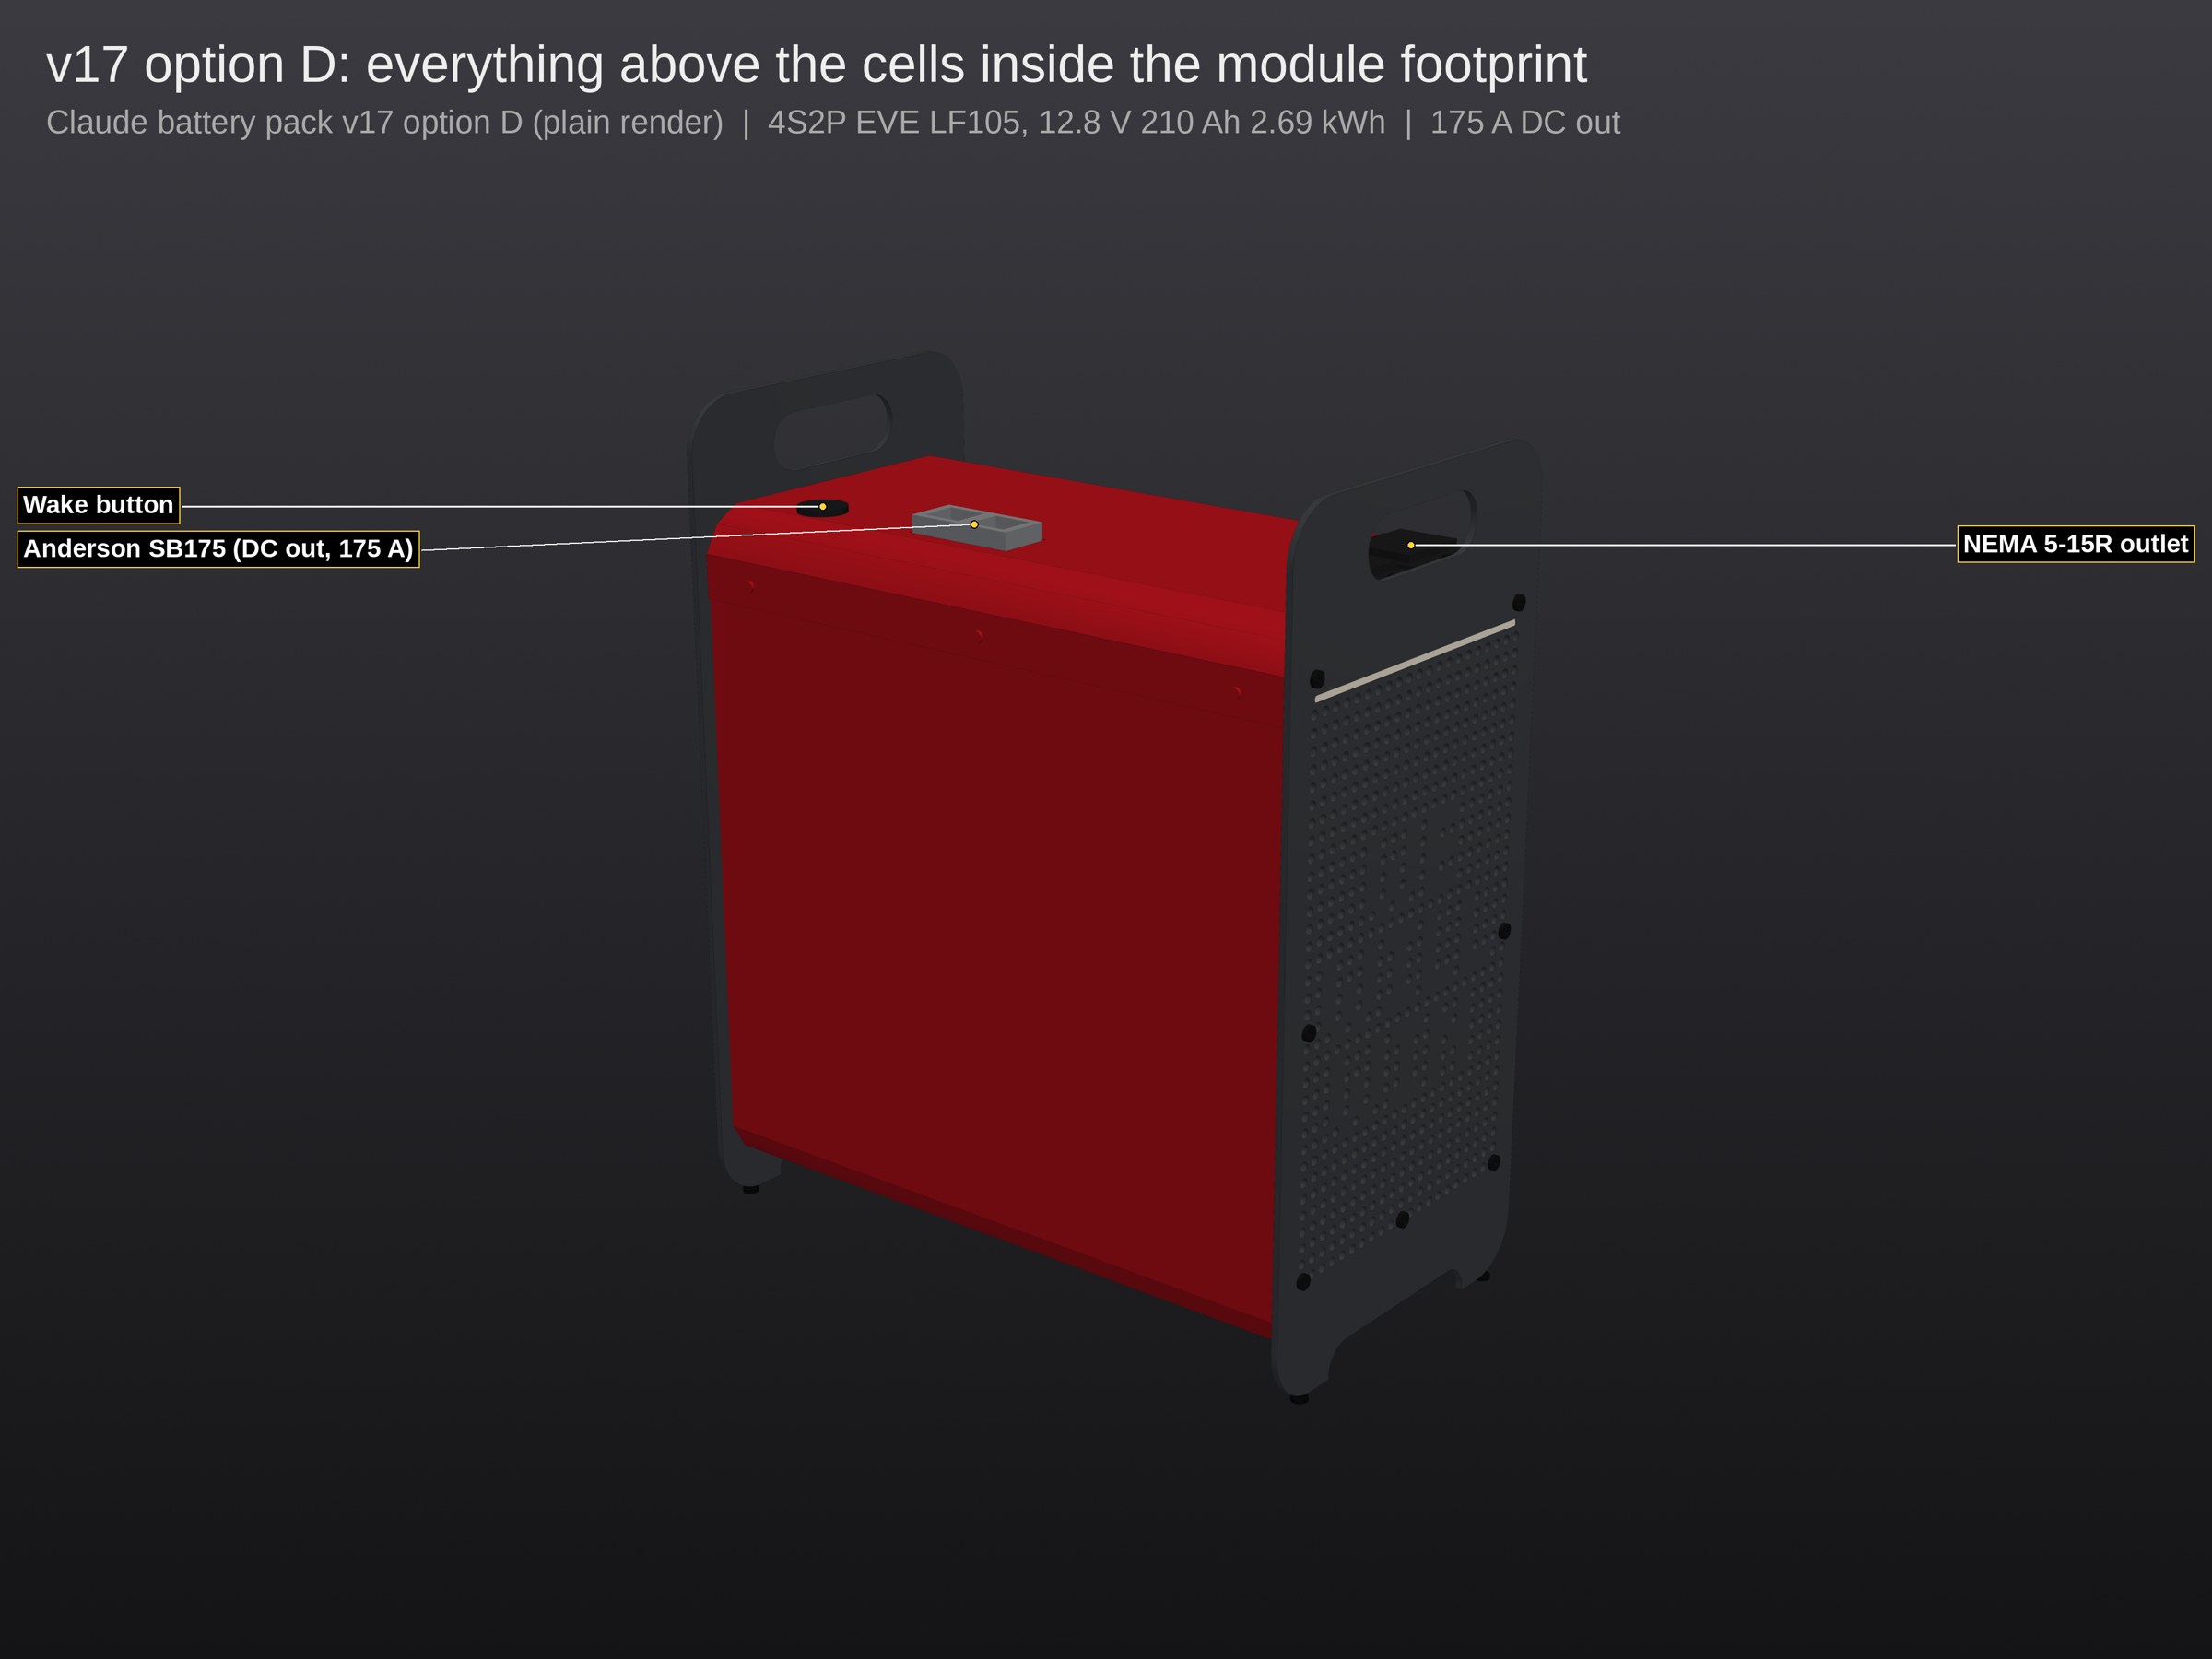 v17 option D: everything above the cells inside the module footprint
Claude battery pack v17 option D (plain render) | 4S2P EVE LF105, 12.8 V 210 Ah 2.69 kWh | 175 A DC out
Wake button
Anderson SB175 (DC out, 175 A)
NEMA 5-15R outlet